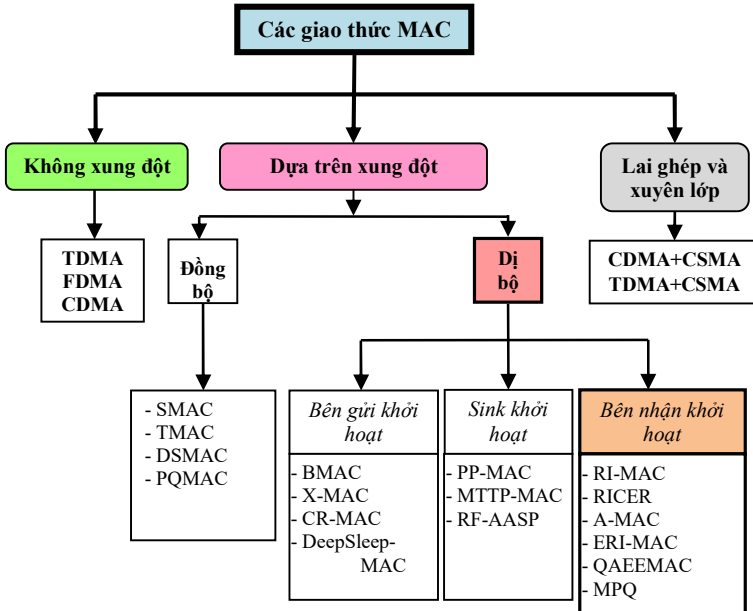 Các giao thức MAC
Không xung đột
Dựa trên xung đột
Lai ghép và
xuyên lớp
TDMA
FDMA
CDMA
Đồng
bộ
Dị
bộ
CDMA+CSMA
TDMA+CSMA
- SMAC
- TMAC
- DSMAC
- PQMAC
Bên gửi khởi
hoạt
- BMAC
- X-MAC
- CR-MAC
- DeepSleep-
MAC
Sink khởi
hoạt
- PP-MAC
- MTTP-MAC
- RF-AASP
Bên nhận khởi
hoạt
- RI-MAC
- RICER
- A-MAC
- ERI-MAC
- QAEEMAC
- MPQ